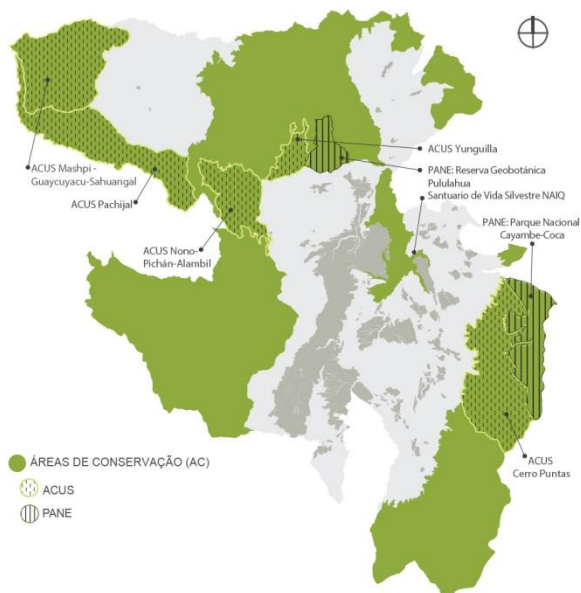 ACUS Yunguilla
PANE: Reserva Geobotánica
Pululahua
Santuario de Vida Silvestre NAIQ
PANE: Parque Nacional
Cayambe-Coca
ACUS Mashpi -
Guaycuyacu-Sahuangal
ACUS Pachijal
ACUS Nono-
Pichán-Alambil
ACUS
Cerro Puntas
ÁREAS DE CONSERVAÇÃO (AC)
ACUS
PANE